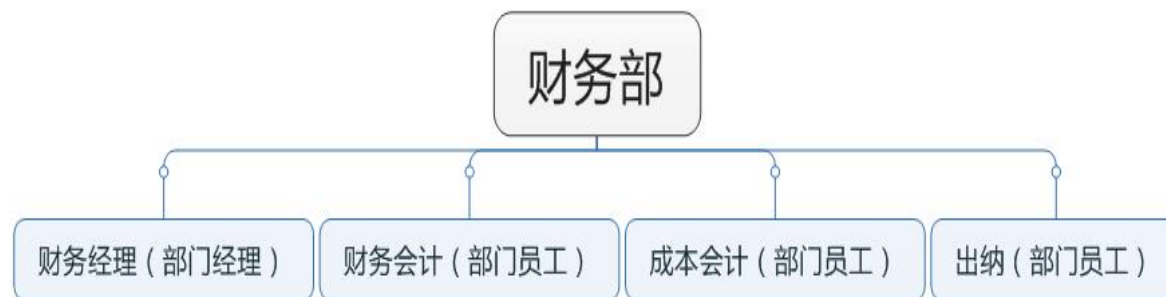 财务部
财务经理（部门经理）
财务会计（部门员工）
成本会计（部门员工）
出纳（部门员工）